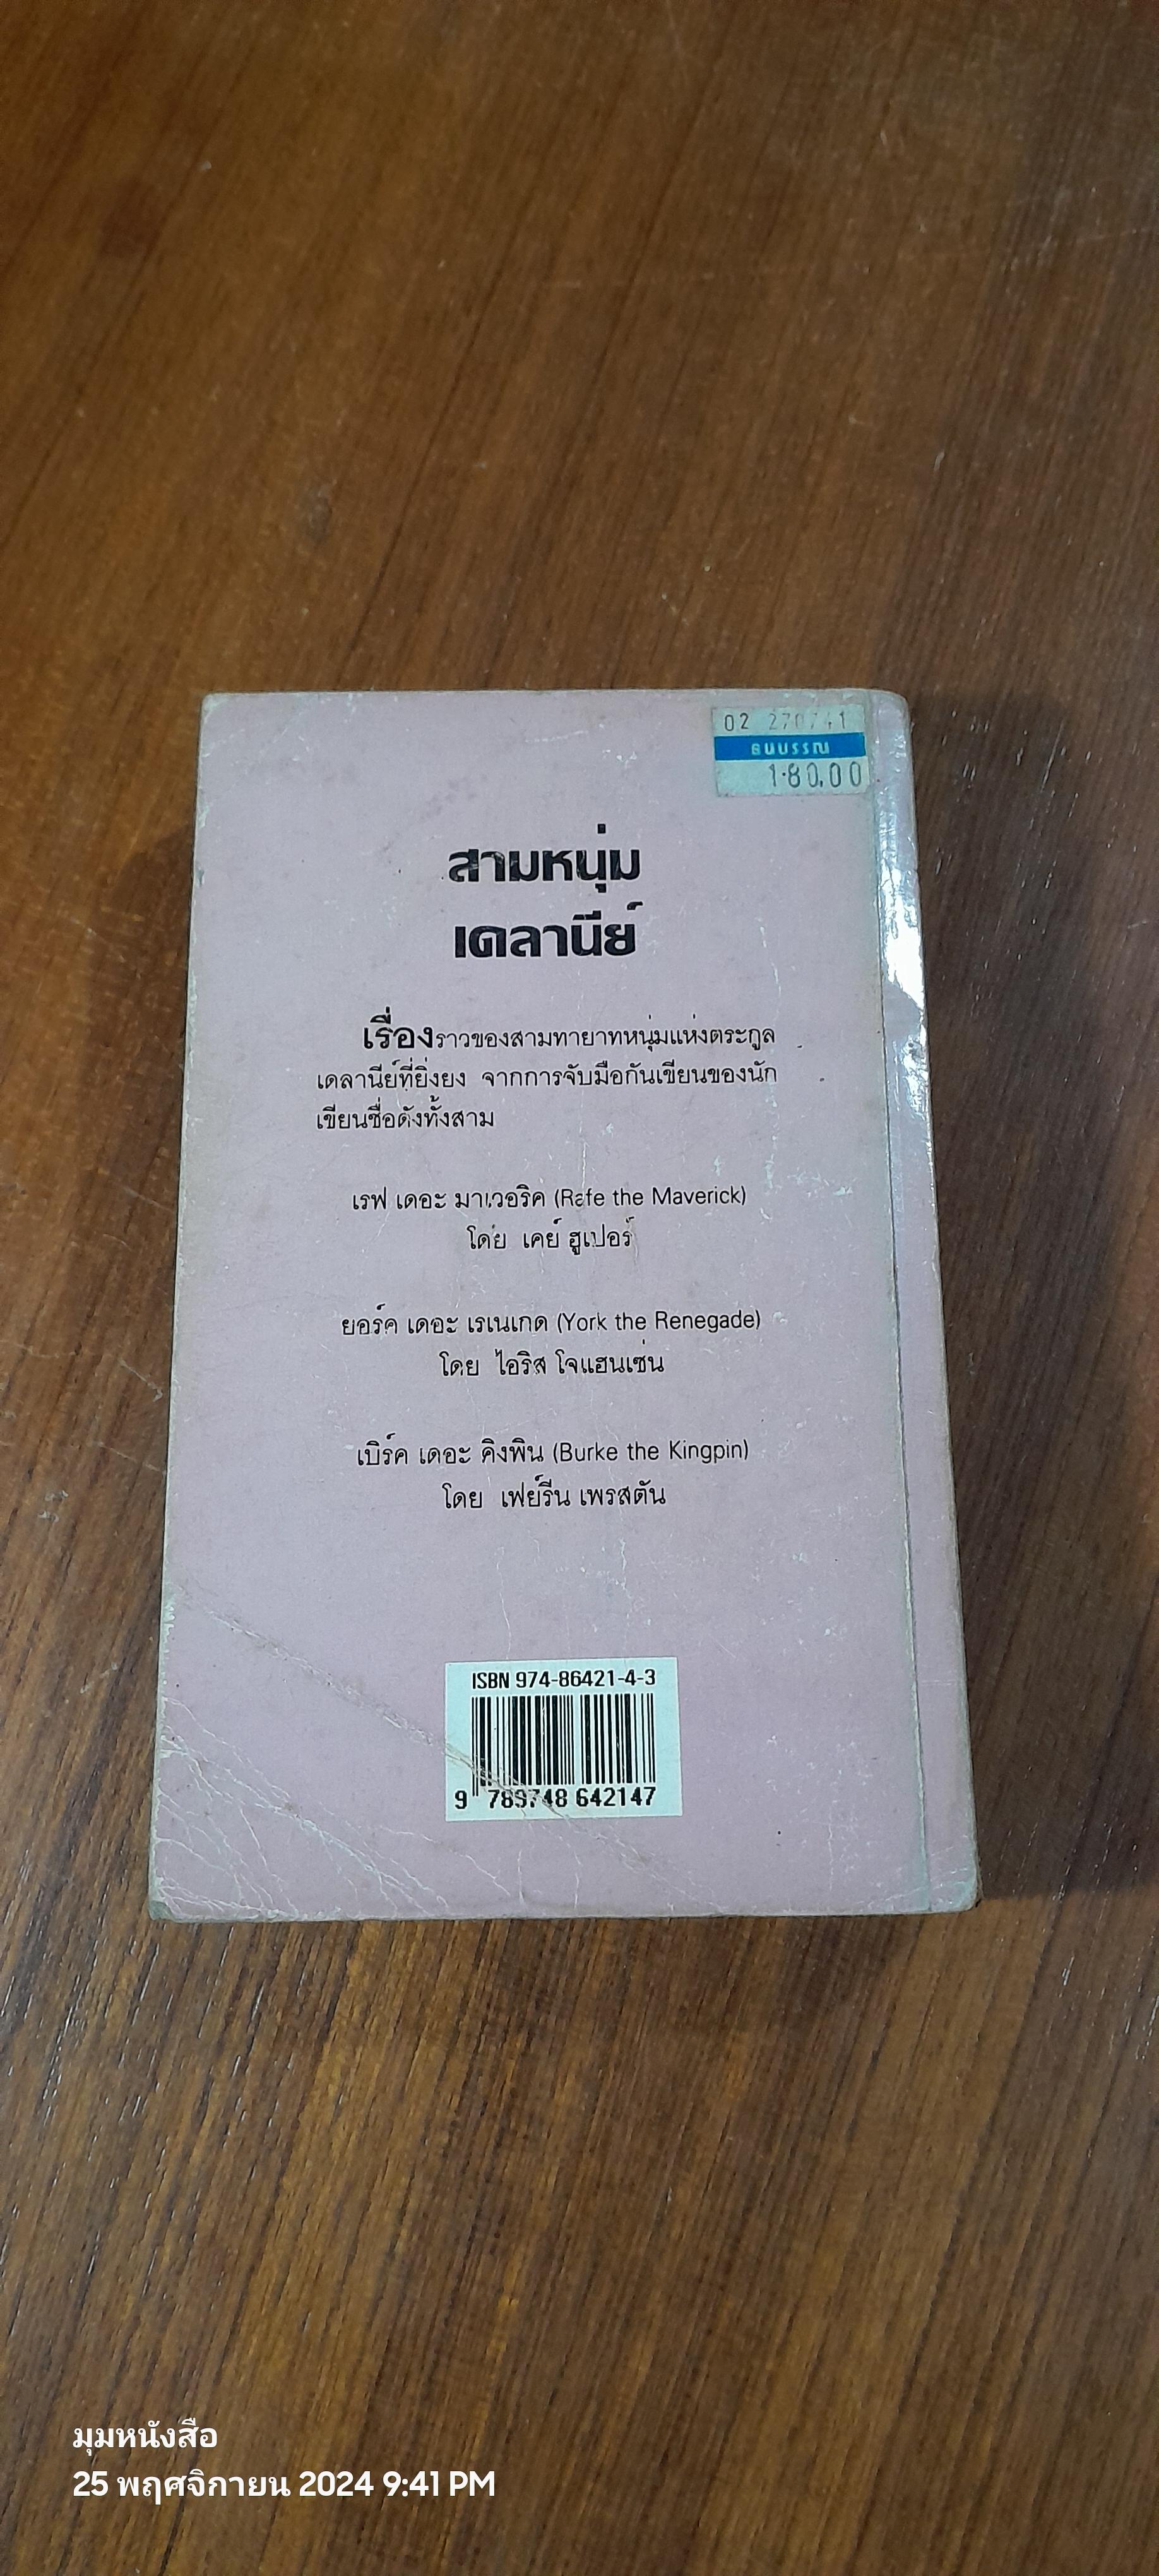 02 270741
ธนบรรณ
180.00
สามหนุ่ม
เดลานีย์
เรื่องราวของสามทายาทหนุ่มแห่งตระกูล
เดลานีย์ที่ยิ่งยง จากการจับมือกันเขียนของนัก
เขียนชื่อดังทั้งสาม
เรฟ เดอะ มาเวอริค (Rafe the Maverick)
โดย เคย์ ฮูเปอร์
ยอร์ค เดอะ เรเนเกด (York the Renegade)
โดย ไอริส โจแฮนเซ่น
เบิร์ค เดอะ คิงพิน (Burke the Kingpin)
โดย เฟย์รีน เพรสตัน
ISBN 974-86421-4-3
9 789748 642147
มุมหนังสือ
25 พฤศจิกายน 2024 9:41 PM